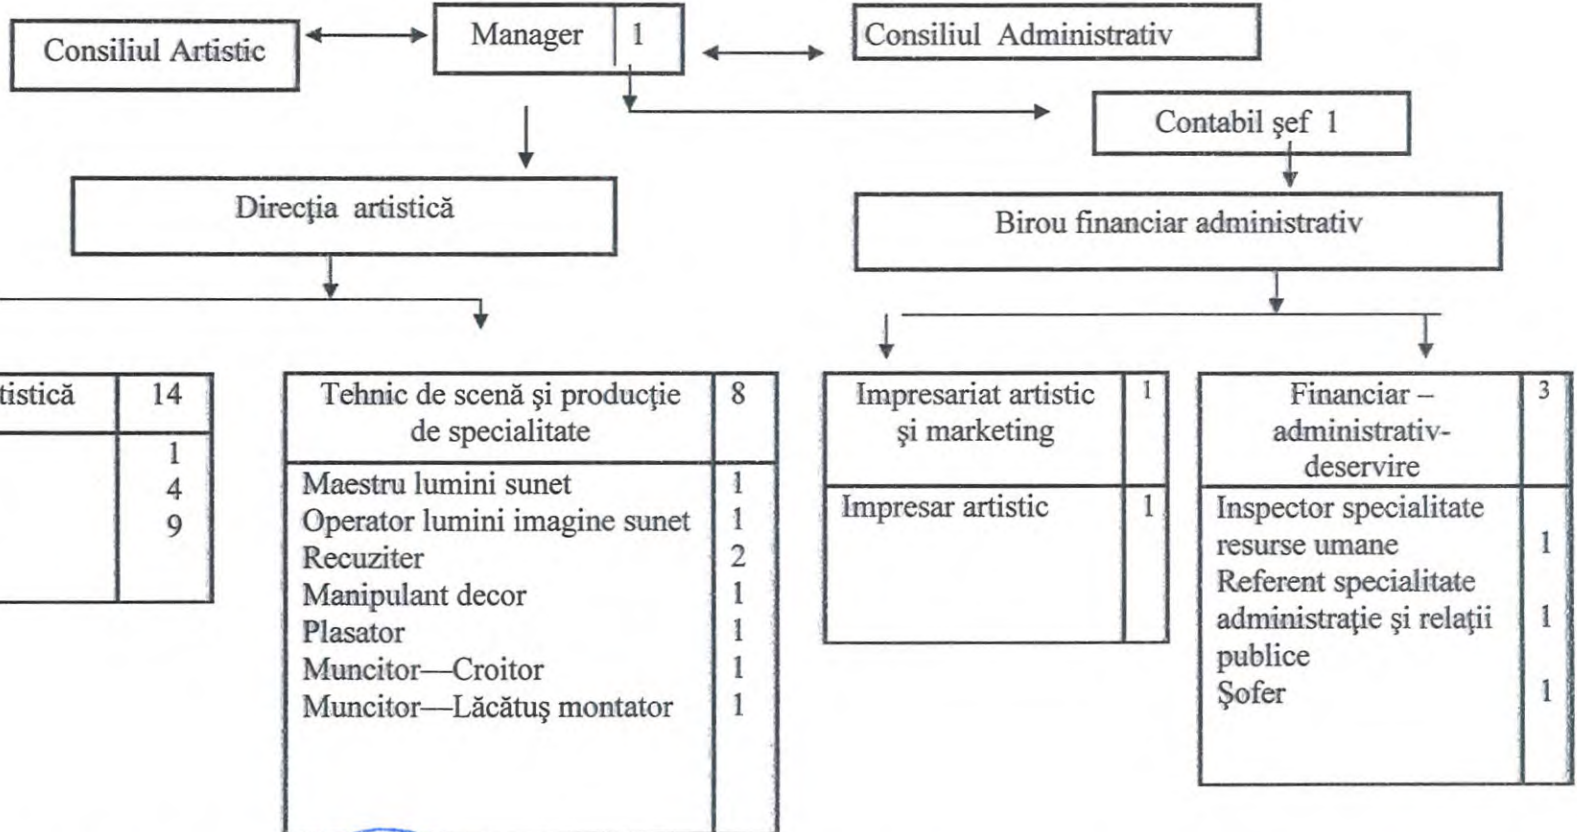 Consiliul Artistic
Manager 1
Consiliul Administrativ
Contabil şef 1
Direcţia artistică
Birou financiar administrativ
tistică 14
1
4
9
Tehnic de scenă şi producţie 8
de specialitate
Maestru lumini sunet 1
Operator lumini imagine sunet 1
Recuziter 2
Manipulant decor 1
Plasator 1
Muncitor—Croitor 1
Muncitor—Lăcătuş montator 1
Impresariat artistic 1
şi marketing
Impresar artistic 1
Financiar – 3
administrativ-
deservire
Inspector specialitate
resurse umane 1
Referent specialitate
administraţie şi relaţii 1
publice
Şofer 1